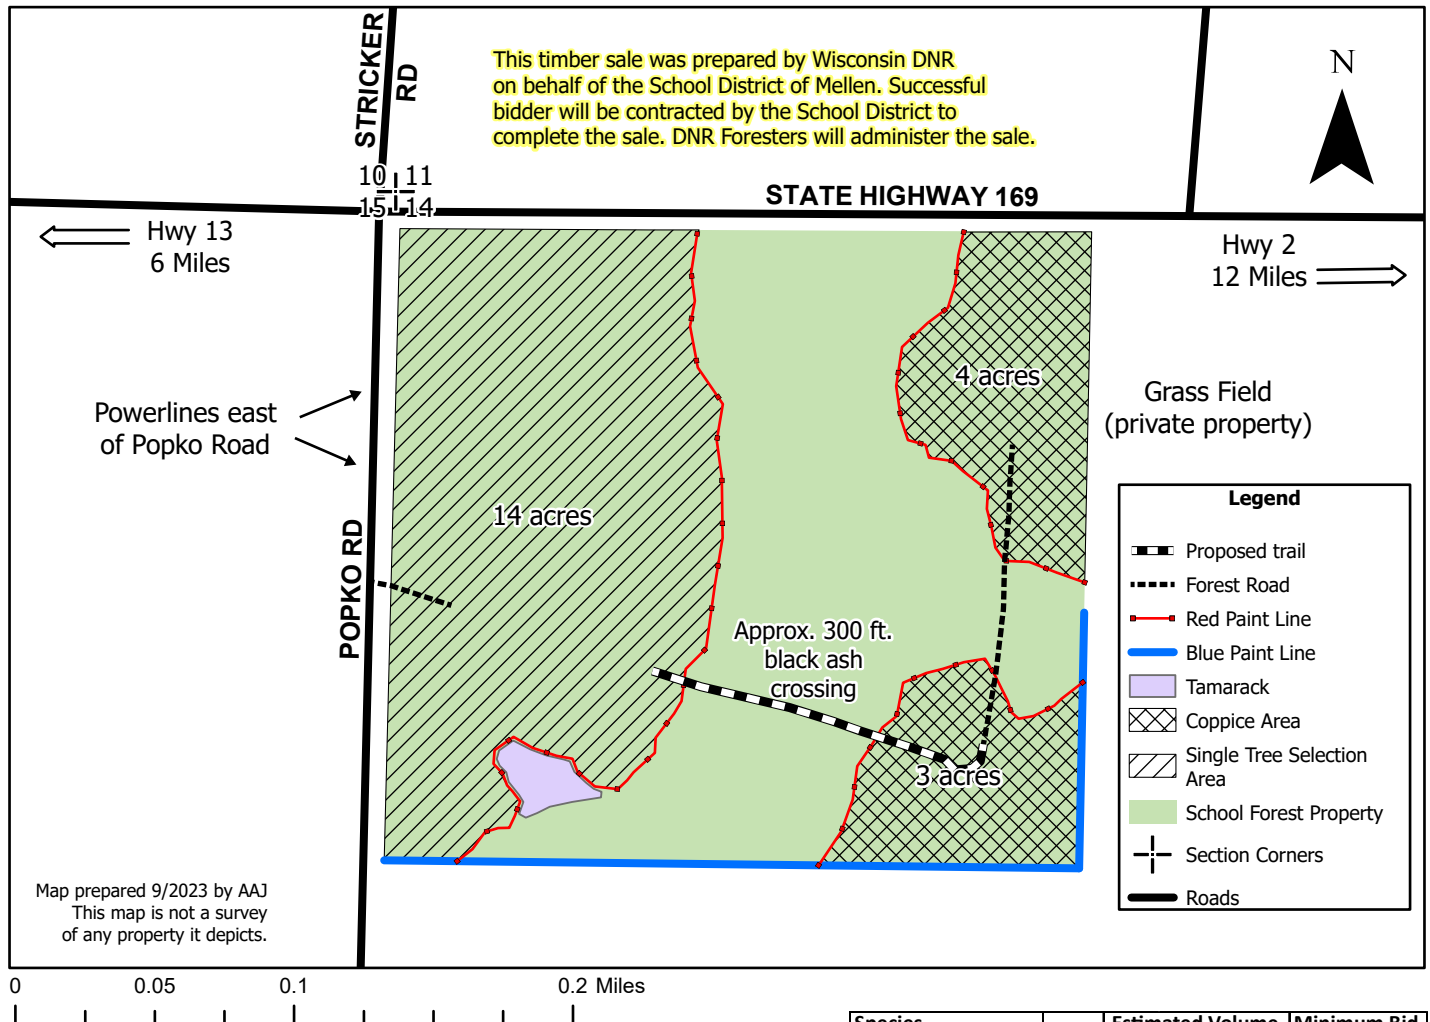 STRICKER
RD
This timber sale was prepared by Wisconsin DNR
on behalf of the School District of Mellen. Successful
bidder will be contracted by the School District to
complete the sale. DNR Foresters will administer the sale.
N
10 11
15 14
STATE HIGHWAY 169
Hwy 13
6 Miles
Hwy 2
12 Miles
4 acres
Powerlines east
of Popko Road
Grass Field
(private property)
14 acres
POPKO RD
Approx. 300 ft.
black ash
crossing
3 acres
Legend
Proposed trail
Forest Road
Red Paint Line
Blue Paint Line
Tamarack
Coppice Area
Single Tree Selection
Area
School Forest Property
Section Corners
Roads
Map prepared 9/2023 by AAJ
This map is not a survey
of any property it depicts.
0 0.05 0.1 0.2 Miles
Species Estimated Volume Minimum Bid